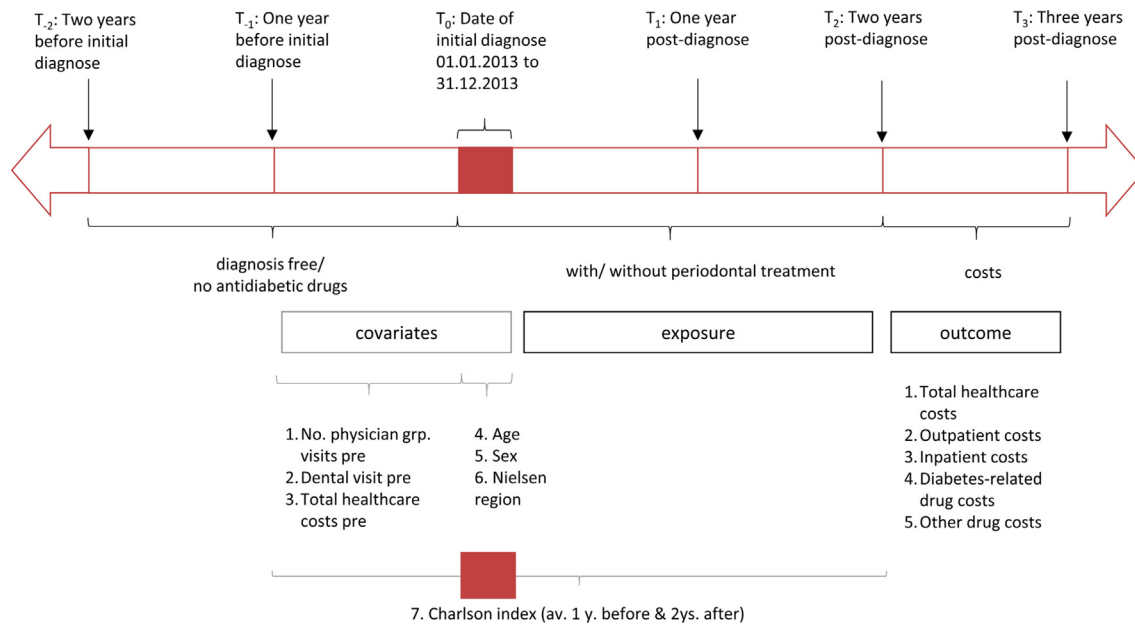 T-2: Two years
before initial
diagnose
T-1: One year
before initial
diagnose
T0: Date of
initial diagnose
01.01.2013 to
31.12.2013
T1: One year
post-diagnose
T2: Two years
post-diagnose
T3: Three years
post-diagnose
diagnosis free/
no antidiabetic drugs
with/ without periodontal treatment
costs
covariates
exposure
outcome
1. No. physician grp.
visits pre
2. Dental visit pre
3. Total healthcare
costs pre
4. Age
5. Sex
6. Nielsen
region
1. Total healthcare
costs
2. Outpatient costs
3. Inpatient costs
4. Diabetes-related
drug costs
5. Other drug costs
7. Charlson index (av. 1 y. before & 2ys. after)